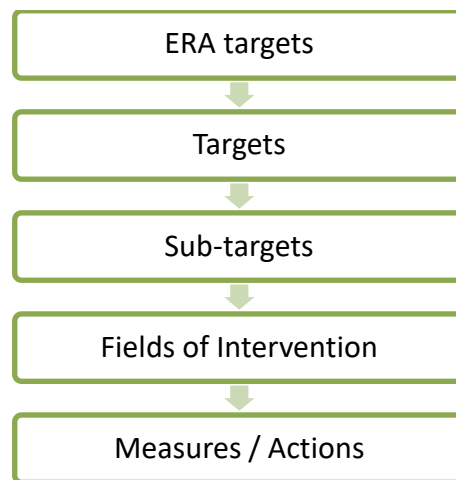 ERA targets
Targets
Sub-targets
Fields of Intervention
Measures / Actions